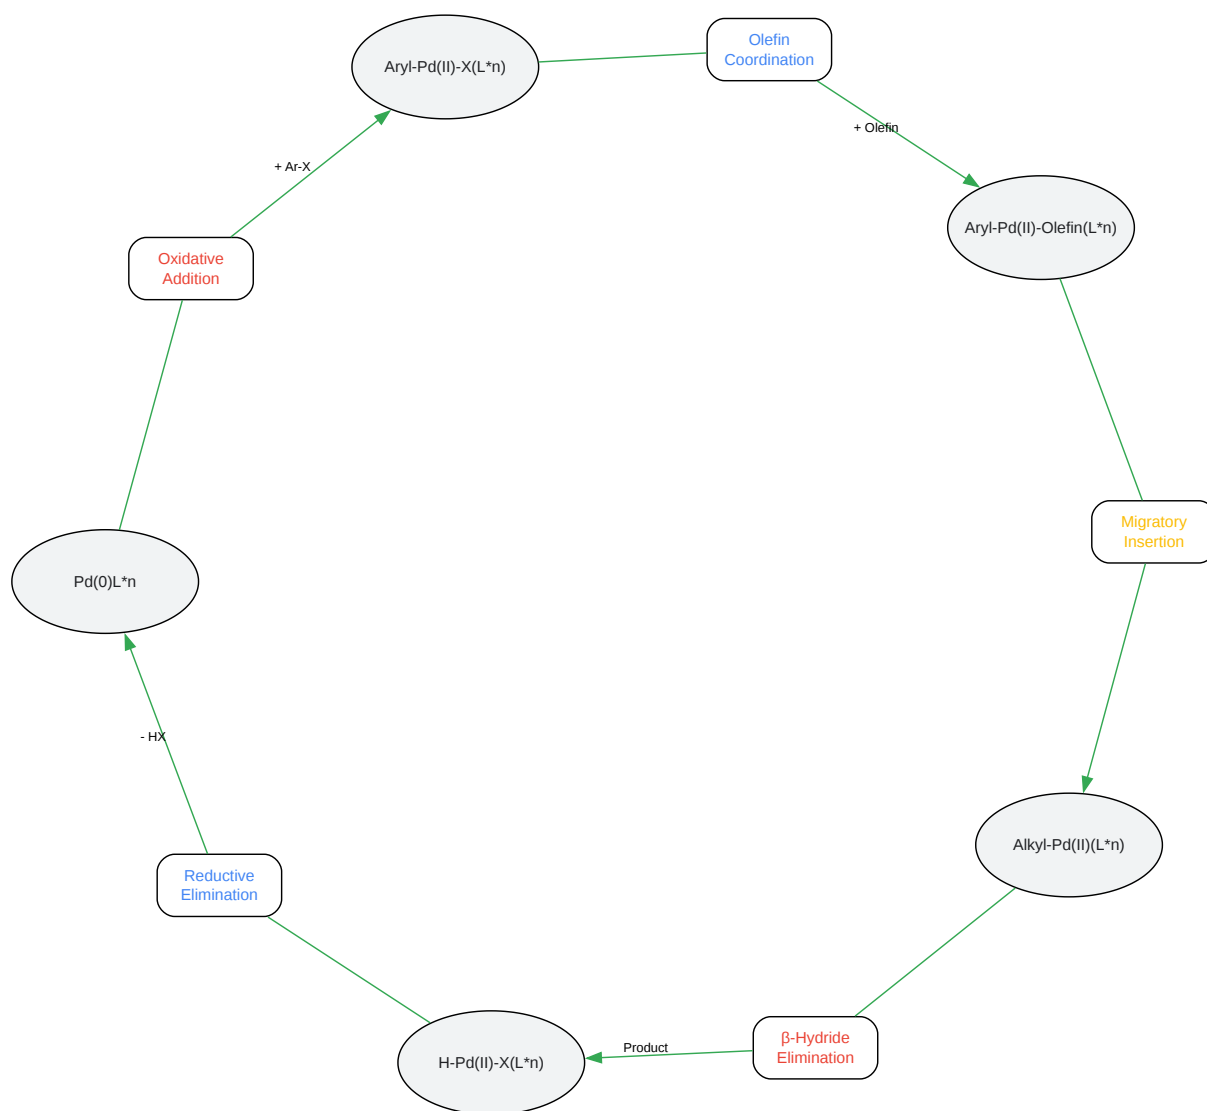 Olefin
Coordination
Aryl-Pd(II)-X(L*n)
+ Olefin
+ Ar-X
Aryl-Pd(II)-Olefin(L*n)
Oxidative
Addition
Migratory
Insertion
Pd(0)L*n
- HX
Alkyl-Pd(II)(L*n)
Reductive
Elimination
β-Hydride
Elimination
Product
H-Pd(II)-X(L*n)